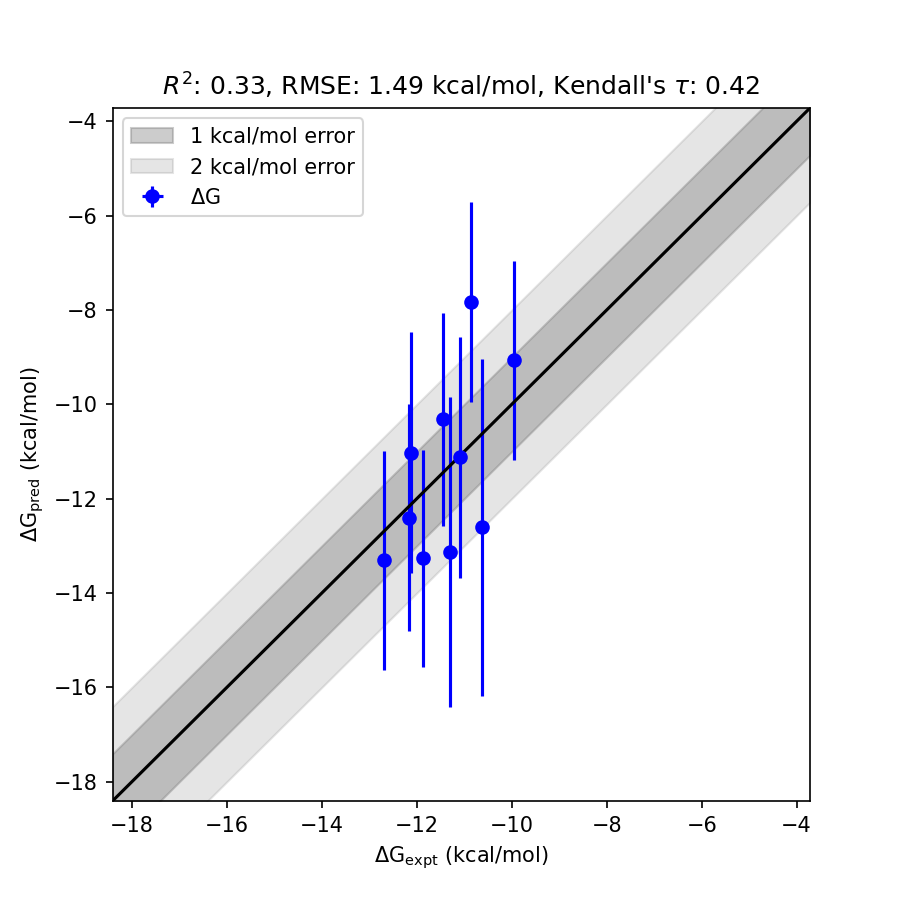 R²: 0.33, RMSE: 1.49 kcal/mol, Kendall's τ: 0.42
1 kcal/mol error
2 kcal/mol error
ΔG
−4
−6
−8
−10
−12
−14
−16
−18
ΔG_pred (kcal/mol)
−18 −16 −14 −12 −10 −8 −6 −4
ΔG_expt (kcal/mol)